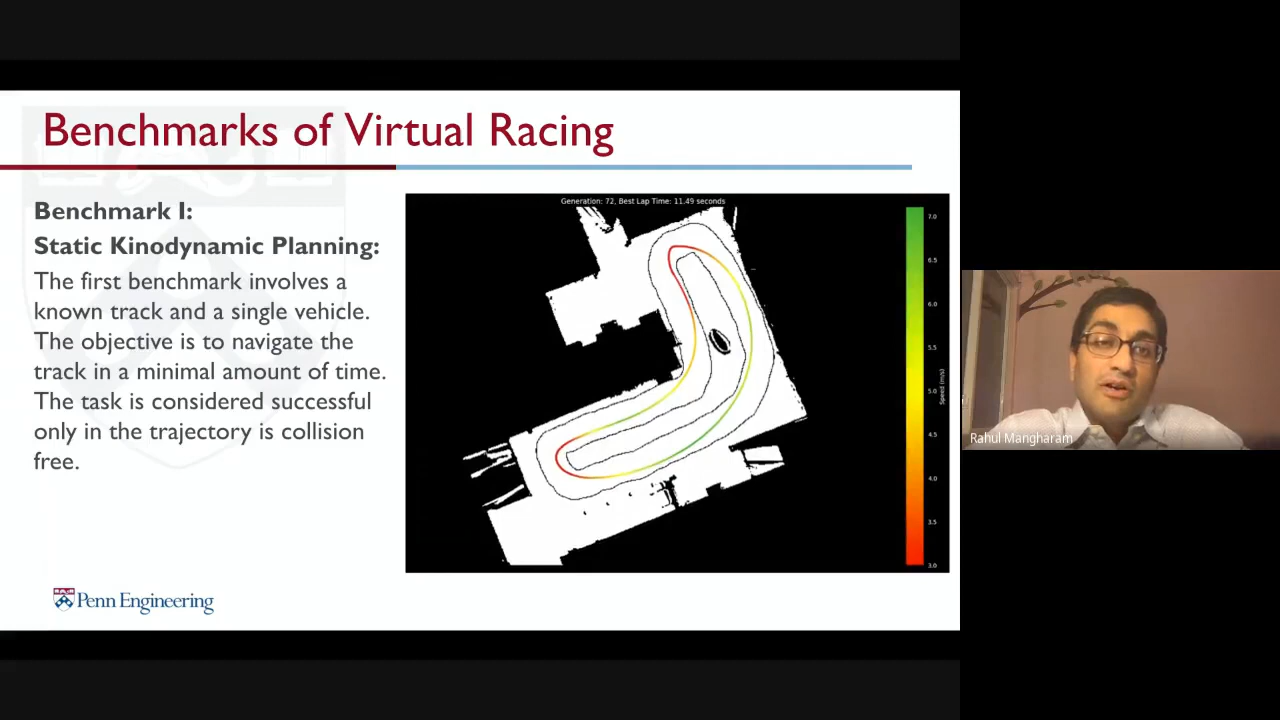 Benchmarks of Virtual Racing
Benchmark I:
Static Kinodynamic Planning:
The first benchmark involves a
known track and a single vehicle.
The objective is to navigate the
track in a minimal amount of time.
The task is considered successful
only in the trajectory is collision
free.
Generation: 72, Best Lap Time: 11.49 seconds
7.0
6.5
6.0
5.5
5.0
4.5
4.0
3.5
3.0
Speed (m/s)
Penn Engineering
Rahul Mangharam